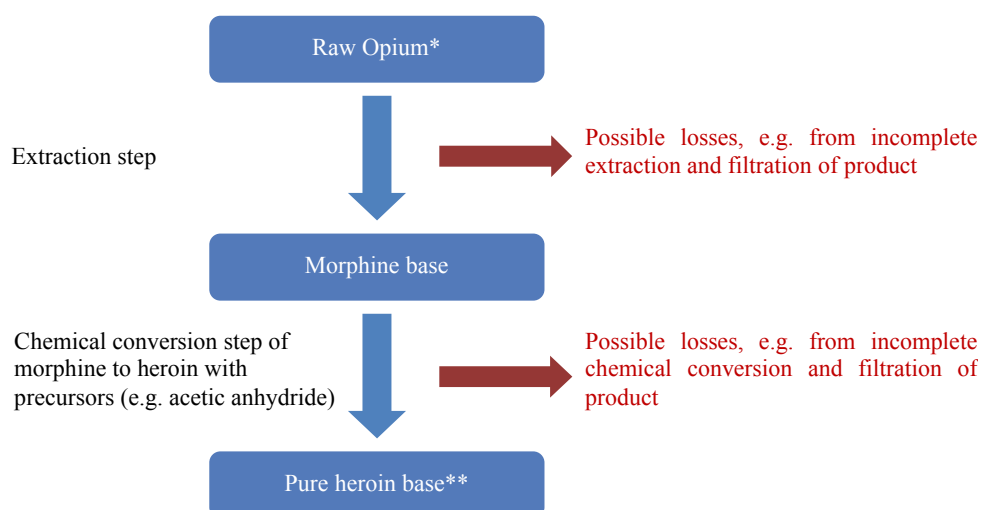 Raw Opium*
Extraction step
Possible losses, e.g. from incomplete
extraction and filtration of product
Morphine base
Chemical conversion step of
morphine to heroin with
precursors (e.g. acetic anhydride)
Possible losses, e.g. from incomplete
chemical conversion and filtration of
product
Pure heroin base**